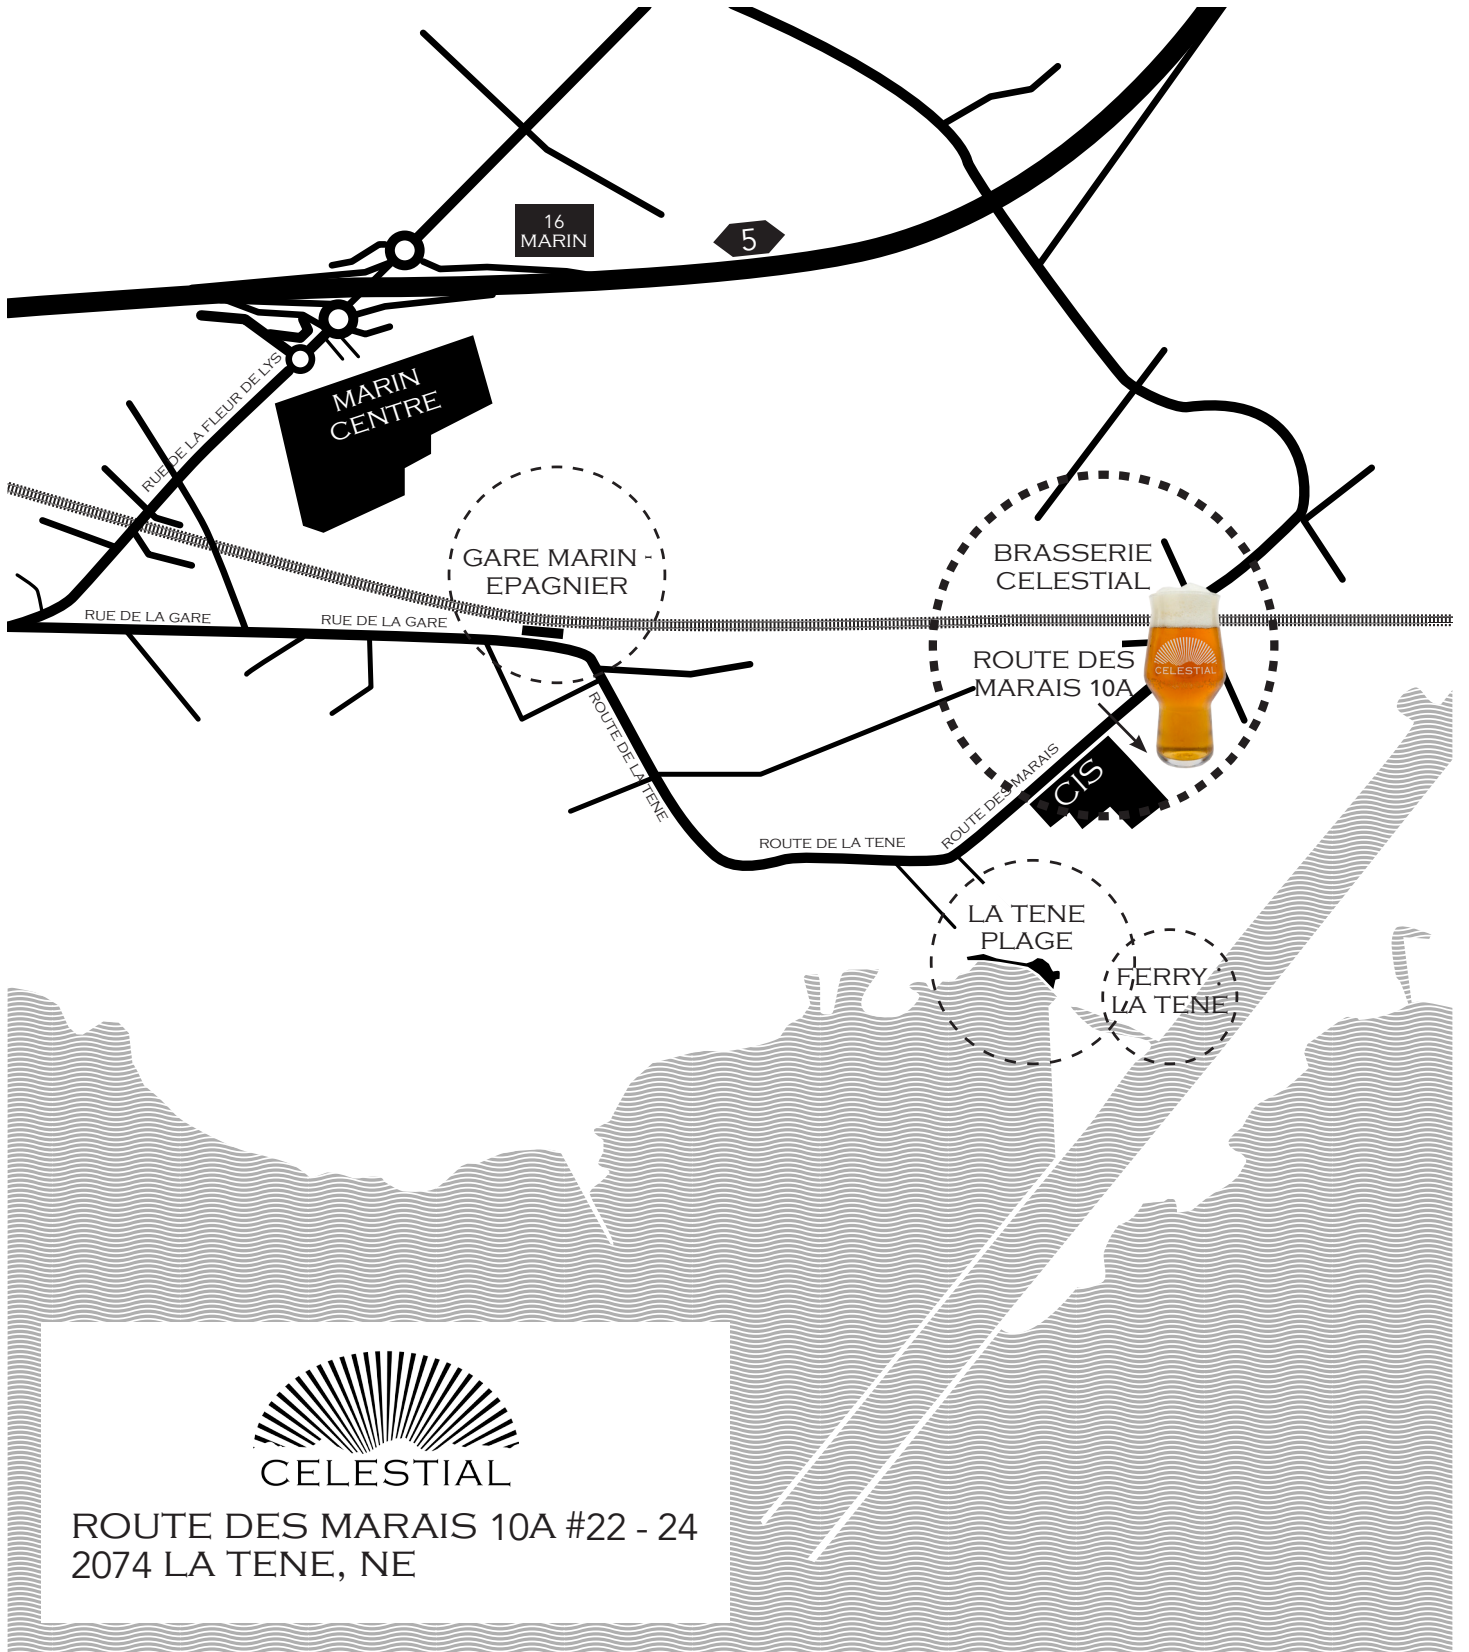 16
MARIN
5
MARIN
CENTRE
RUE DE LA FLEUR DE LYS
GARE MARIN -
EPAGNIER
BRASSERIE
CELESTIAL
RUE DE LA GARE
RUE DE LA GARE
ROUTE DES
MARAIS 10A
CELESTIAL
ROUTE DE LA TENE
CIS
ROUTE DES MARAIS
ROUTE DE LA TENE
LA TENE
PLAGE
FERRY :
LA TENE
CELESTIAL
ROUTE DES MARAIS 10A #22 - 24
2074 LA TENE, NE